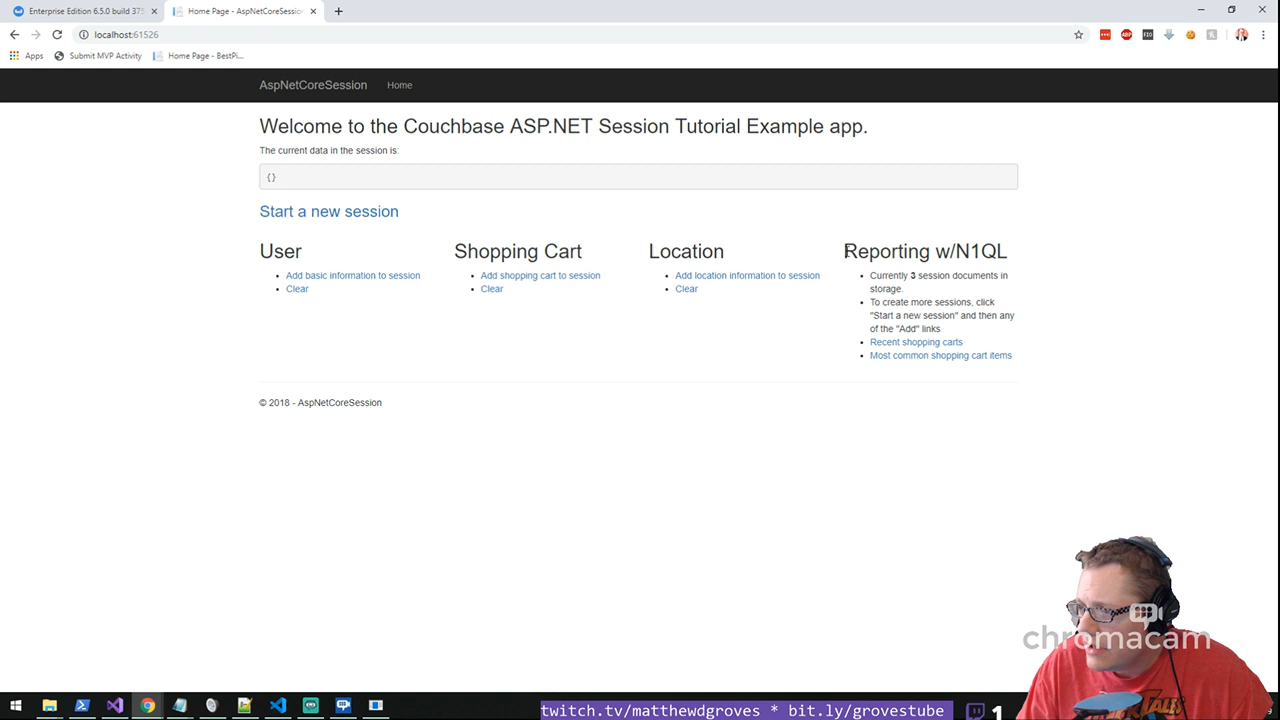 Enterprise Edition 6.5.0 build 375
Home Page - AspNetCoreSession
localhost:61526
Apps
Submit MVP Activity
Home Page - BestPi...
AspNetCoreSession
Home
Welcome to the Couchbase ASP.NET Session Tutorial Example app.
The current data in the session is:
{}
Start a new session
User
Add basic information to session
Clear
Shopping Cart
Add shopping cart to session
Clear
Location
Add location information to session
Clear
Reporting w/N1QL
Currently 3 session documents in
storage.
To create more sessions, click
"Start a new session" and then any
of the "Add" links
Recent shopping carts
Most common shopping cart items
© 2018 - AspNetCoreSession
chromacam
twitch.tv/matthewdgroves * bit.ly/grovestube
1